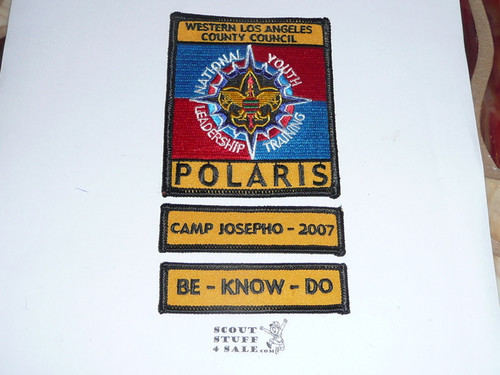 WESTERN LOS ANGELES
COUNTY COUNCIL
NATIONAL YOUTH
LEADERSHIP TRAINING
POLARIS
CAMP JOSEPHO - 2007
BE - KNOW - DO
SCOUT
STUFF
4 SALE.COM